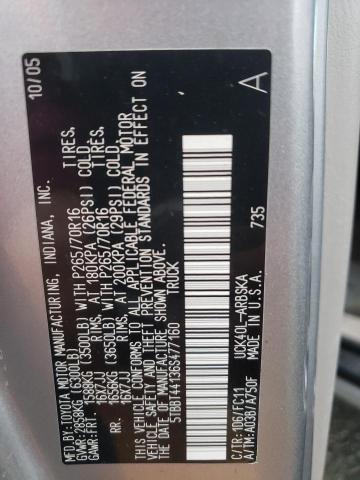 MFD.BY:TOYOTA MOTOR MANUFACTURING, INDIANA, INC. 10/05
GVWR:2858KG (6300LB)
GAWR:FRT. 1588KG (3501LB) WITH P265/70R16 TIRES,
16X7JJ RIMS, AT 180KPA (26PSI) COLD.
RR. 1656KG (3650LB) WITH P265/70R16 TIRES,
16X7JJ RIMS, AT 200KPA (29PSI) COLD
THIS VEHICLE CONFORMS TO ALL APPLICABLE FEDERAL MOTOR
VEHICLE SAFETY AND THEFT PREVENTION STANDARDS IN EFFECT ON
THE DATE OF MANUFACTURE SHOWN ABOVE.
5TBBT44136S477160 TRUCK
A
C/TR:1D6/FC11 UCK40L-ARBSKA 735
A/TM:A03B/A750F U.S.A.